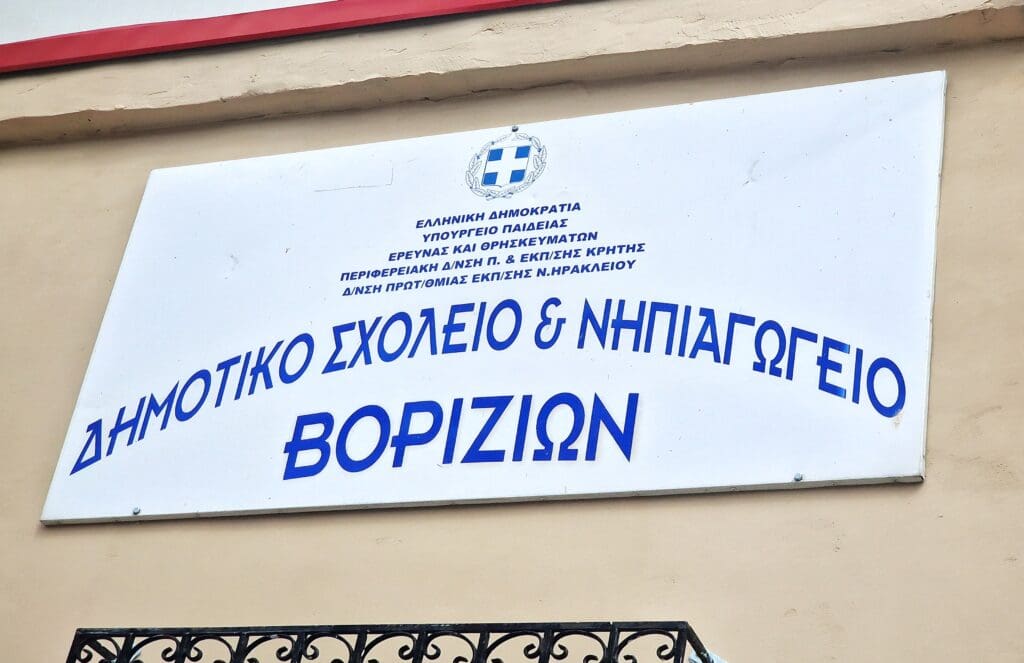 ΕΛΛΗΝΙΚΗ ΔΗΜΟΚΡΑΤΙΑ
ΥΠΟΥΡΓΕΙΟ ΠΑΙΔΕΙΑΣ
ΕΡΕΥΝΑΣ ΚΑΙ ΘΡΗΣΚΕΥΜΑΤΩΝ
ΠΕΡΙΦΕΡΕΙΑΚΗ Δ/ΝΣΗ Π. & ΕΚΠ/ΣΗΣ ΚΡΗΤΗΣ
Δ/ΝΣΗ ΠΡΩΤ/ΘΜΙΑΣ ΕΚΠ/ΣΗΣ Ν.ΗΡΑΚΛΕΙΟΥ
ΔΗΜΟΤΙΚΟ ΣΧΟΛΕΙΟ & ΝΗΠΙΑΓΩΓΕΙΟ
ΒΟΡΙΖΙΩΝ